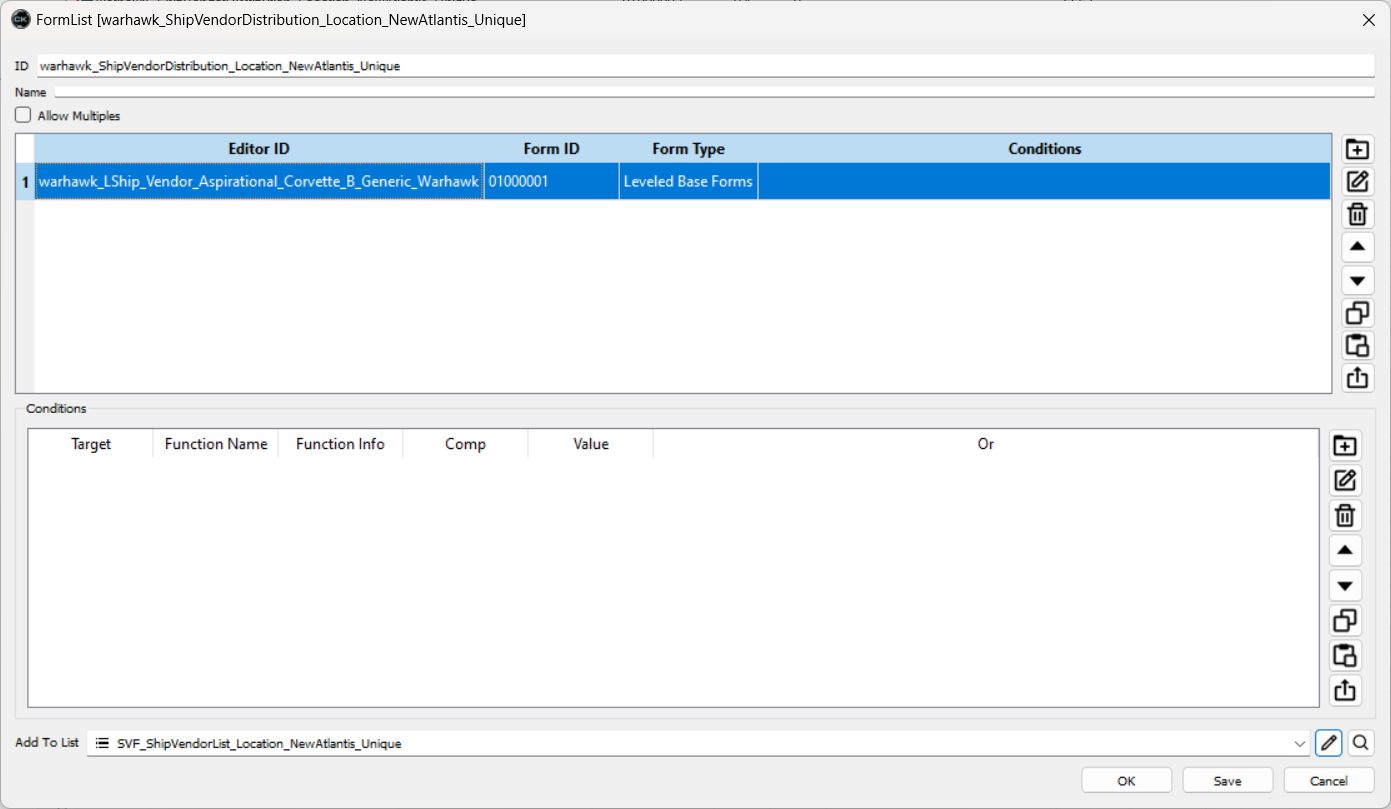 FormList [warhawk_ShipVendorDistribution_Location_NewAtlantis_Unique]
ID warhawk_ShipVendorDistribution_Location_NewAtlantis_Unique
Name
Allow Multiples
Editor ID Form ID Form Type Conditions
1 warhawk_LShip_Vendor_Aspirational_Corvette_B_Generic_Warhawk 01000001 Leveled Base Forms
Conditions
Target Function Name Function Info Comp Value Or
Add To List SVF_ShipVendorList_Location_NewAtlantis_Unique
OK Save Cancel